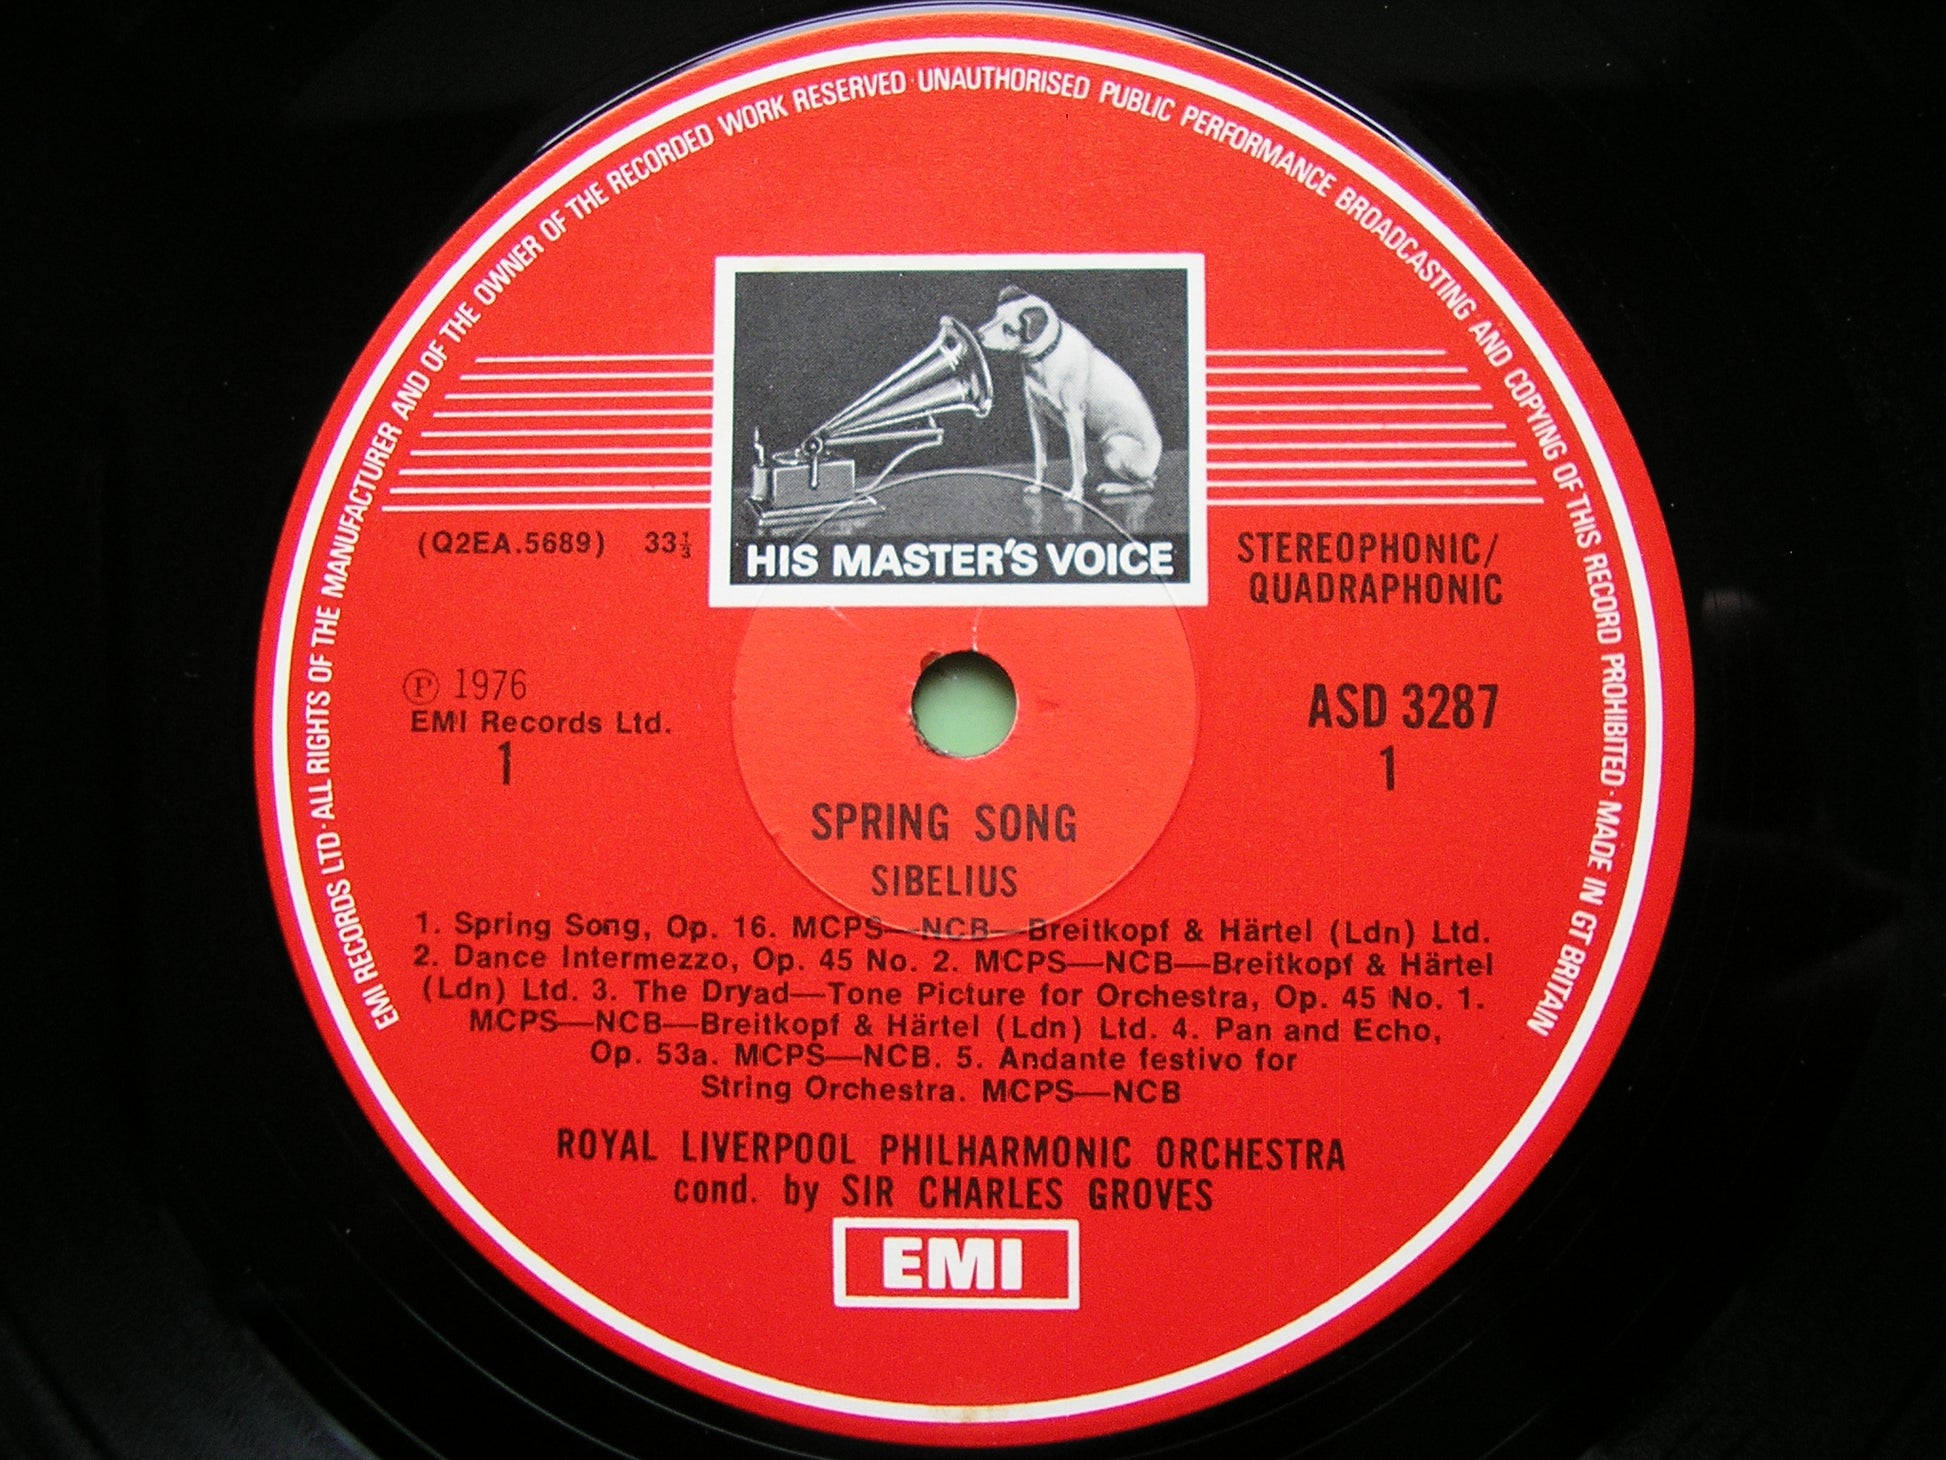 EMI RECORDS LTD · ALL RIGHTS OF THE MANUFACTURER AND OF THE OWNER OF THE RECORDED WORK RESERVED · UNAUTHORISED PUBLIC PERFORMANCE BROADCASTING AND COPYING OF THIS RECORD PROHIBITED · MADE IN GT BRITAIN
HIS MASTER'S VOICE
(Q2EA.5689) 33⅓
STEREOPHONIC/
QUADRAPHONIC
Ⓟ 1976
EMI Records Ltd.
1
ASD 3287
1
SPRING SONG
SIBELIUS
1. Spring Song, Op. 16. MCPS—NCB—Breitkopf & Härtel (Ldn) Ltd.
2. Dance Intermezzo, Op. 45 No. 2. MCPS—NCB—Breitkopf & Härtel
(Ldn) Ltd. 3. The Dryad—Tone Picture for Orchestra, Op. 45 No. 1.
MCPS—NCB—Breitkopf & Härtel (Ldn) Ltd. 4. Pan and Echo,
Op. 53a. MCPS—NCB. 5. Andante festivo for
String Orchestra. MCPS—NCB
ROYAL LIVERPOOL PHILHARMONIC ORCHESTRA
cond. by SIR CHARLES GROVES
EMI